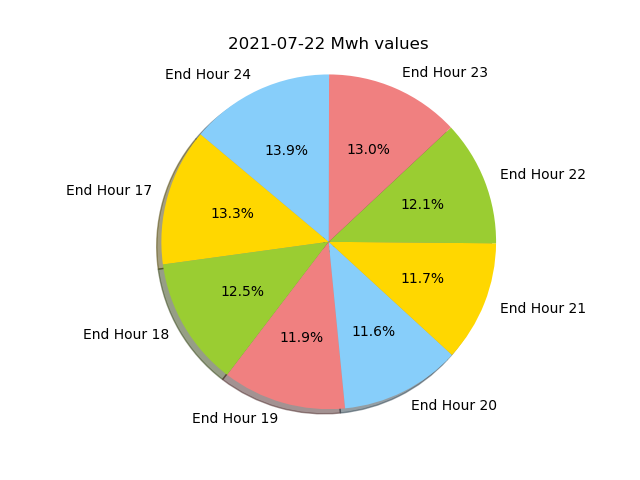 2021-07-22 Mwh values
End Hour 24
End Hour 23
13.9%
13.0%
End Hour 22
End Hour 17
12.1%
13.3%
11.7%
12.5%
End Hour 21
End Hour 18
11.6%
11.9%
End Hour 20
End Hour 19